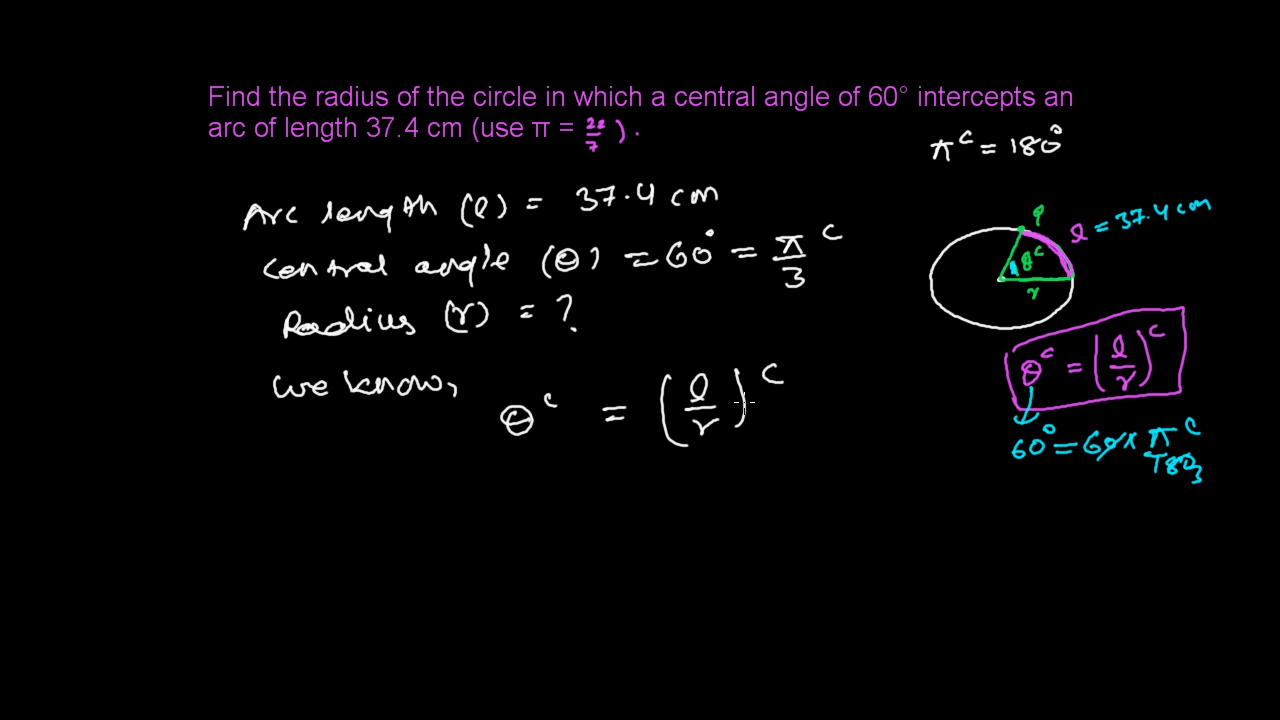 Find the radius of the circle in which a central angle of 60° intercepts an
arc of length 37.4 cm (use π = 22/7).
π^c = 180°
Arc length (l) = 37.4 cm
Central angle (θ) = 60° = π/3 ^c
Radius (r) = ?
we know,
θ^c = (l/r)^c
P
l = 37.4 cm
θ^c
r
θ^c = (l/r)^c
60° = 60 × π^c/180 3